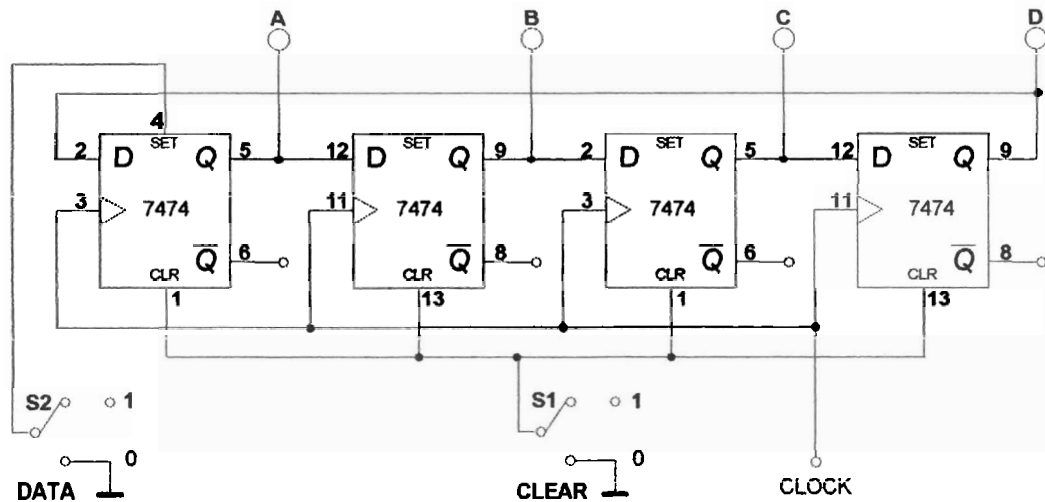 A B C D
4
SET SET SET SET
2 D Q 5 12 D Q 9 2 D Q 5 12 D Q 9
3 7474 11 7474 3 7474 11 7474
Q 6 Q 8 Q 6 Q 8
CLR CLR CLR CLR
1 13 1 13
S2 1 S1 1
0 0
DATA CLEAR CLOCK